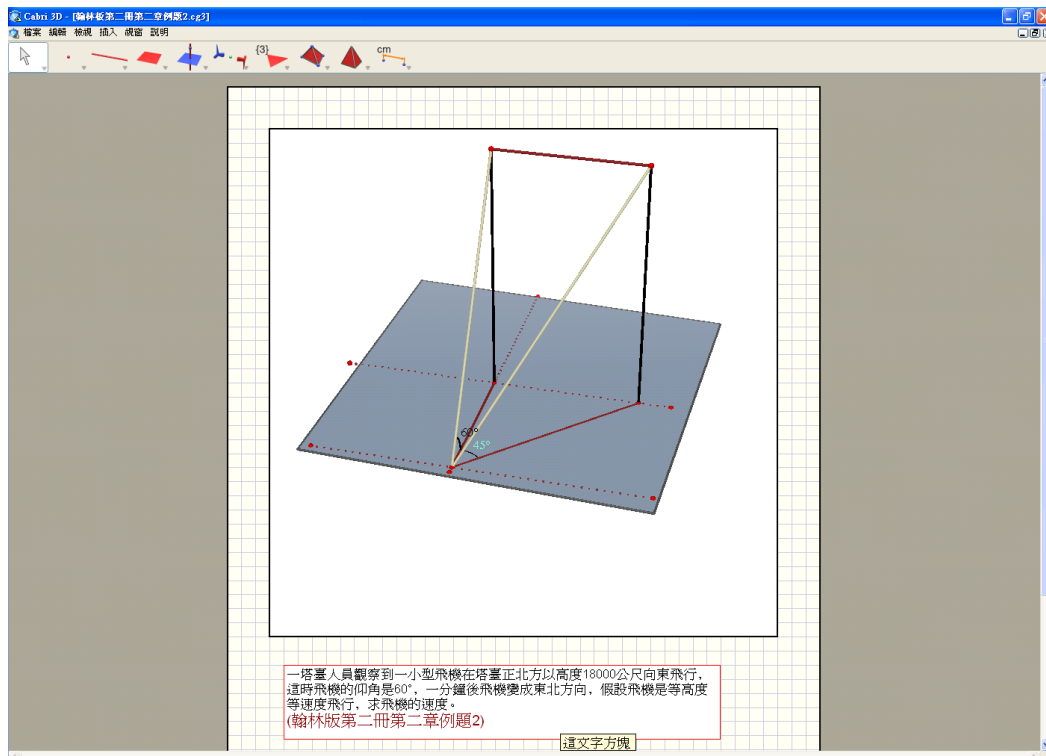 Cabri 3D - [翰林板第二冊第二章例題2.cg3]
檔案 編輯 檢視 插入 視窗 說明
{3}
cm
60°
45°
一塔臺人員觀察到一小型飛機在塔臺正北方以高度18000公尺向東飛行，
這時飛機的仰角是60°，一分鐘後飛機變成東北方向，假設飛機是等高度
等速度飛行，求飛機的速度。
(翰林版第二冊第二章例題2)
這文字方塊